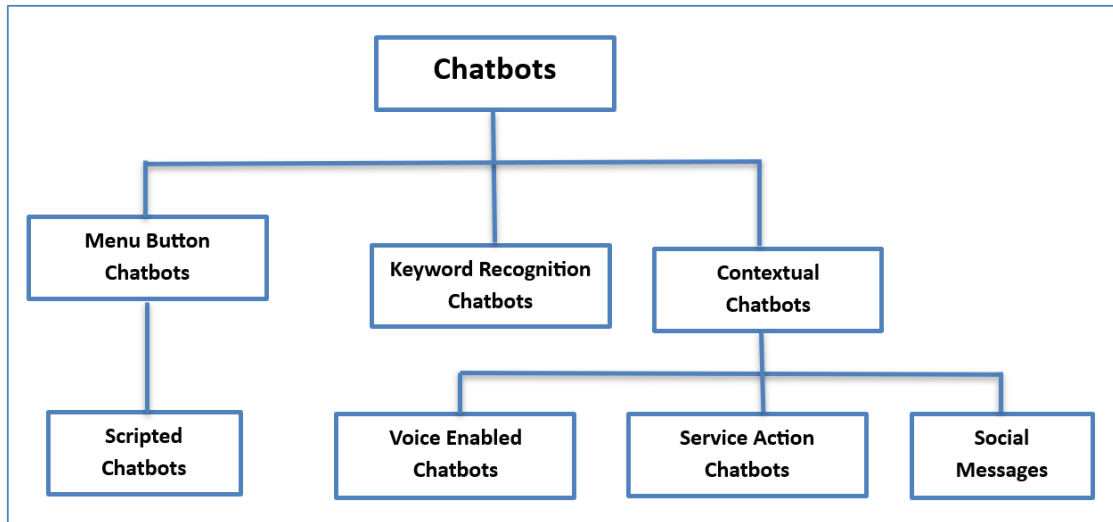 Chatbots
Menu Button
Chatbots
Keyword Recognition
Chatbots
Contextual
Chatbots
Scripted
Chatbots
Voice Enabled
Chatbots
Service Action
Chatbots
Social
Messages